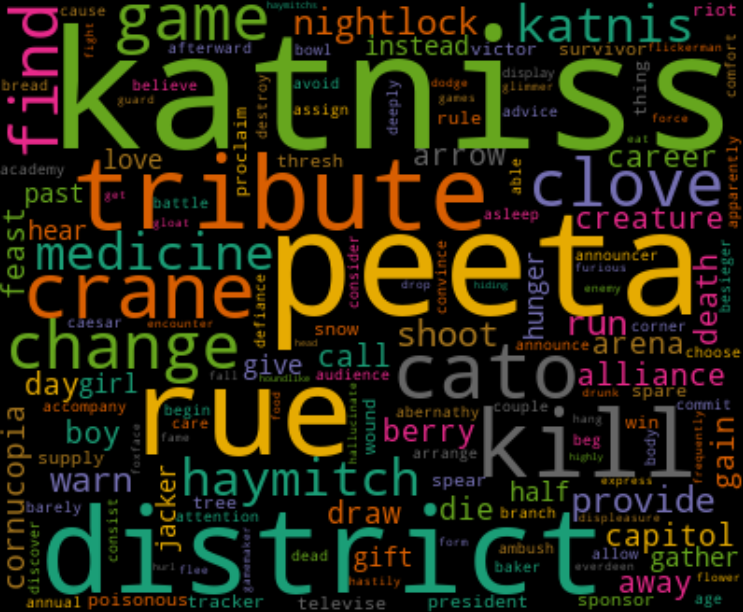 cause
haymitchs
riot
find
fight
game
nightlock
katnis
afterward
bowl
instead
victor
survivor
flickerman
comfort
katniss
bread
believe
guard
destroy
avoid
assign
deeply
dodge
games
rule
display
glimmer
advice
thing
force
eat
academy
love
proclaim
thresh
arrow
able
career
apparently
past
get
tribute
battle
gloat
clove
asleep
creature
feast
hear
medicine
peeta
consider
convince
announcer
furious
enemy
hunger
drop
hiding
death
besieger
crane
defiance
run
corner
caesar
encounter
snow
head
shoot
announce
arena
choose
change
give
call
cato
alliance
day
girl
fall
houndlike
audience
drunk
spare
accompany
rue
begin
care
fame
food
hallucinate
wound
abernathy
couple
commit
cornucopia
boy
foxface
berry
arrange
kill
hang
beg
highly
win
body
frequently
gain
supply
warn
jacker
haymitch
spear
half
express
provide
barely
tree
attention
draw
die
branch
displeasure
capitol
discover
consist
district
gamemaker
dead
gift
form
ambush
baker
allow
everdeen
gather
hurl
flee
hastily
away
flower
annual
poisonous
tracker
televise
president
sponsor
age